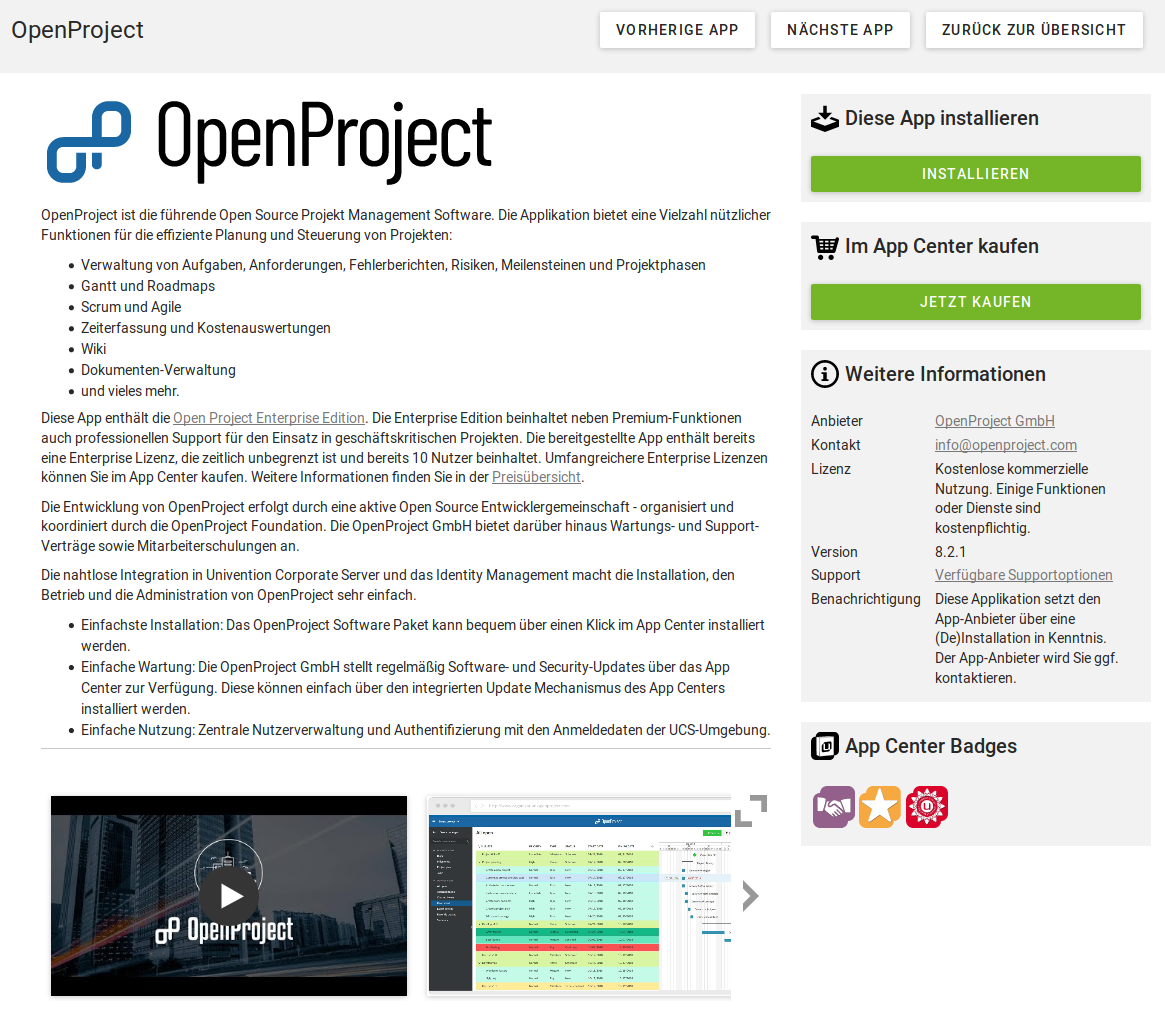 OpenProject
VORHERIGE APP
NÄCHSTE APP
ZURÜCK ZUR ÜBERSICHT
OpenProject
OpenProject ist die führende Open Source Projekt Management Software. Die Applikation bietet eine Vielzahl nützlicher
Funktionen für die effiziente Planung und Steuerung von Projekten:
• Verwaltung von Aufgaben, Anforderungen, Fehlerberichten, Risiken, Meilensteinen und Projektphasen
• Gantt und Roadmaps
• Scrum und Agile
• Zeiterfassung und Kostenauswertungen
• Wiki
• Dokumenten-Verwaltung
• und vieles mehr.
Diese App enthält die Open Project Enterprise Edition. Die Enterprise Edition beinhaltet neben Premium-Funktionen
auch professionellen Support für den Einsatz in geschäftskritischen Projekten. Die bereitgestellte App enthält bereits
eine Enterprise Lizenz, die zeitlich unbegrenzt ist und bereits 10 Nutzer beinhaltet. Umfangreichere Enterprise Lizenzen
können Sie im App Center kaufen. Weitere Informationen finden Sie in der Preisübersicht.
Die Entwicklung von OpenProject erfolgt durch eine aktive Open Source Entwicklergemeinschaft - organisiert und
koordiniert durch die OpenProject Foundation. Die OpenProject GmbH bietet darüber hinaus Wartungs- und Support-
Verträge sowie Mitarbeiterschulungen an.
Die nahtlose Integration in Univention Corporate Server und das Identity Management macht die Installation, den
Betrieb und die Administration von OpenProject sehr einfach.
• Einfachste Installation: Das OpenProject Software Paket kann bequem über einen Klick im App Center installiert
werden.
• Einfache Wartung: Die OpenProject GmbH stellt regelmäßig Software- und Security-Updates über das App
Center zur Verfügung. Diese können einfach über den integrierten Update Mechanismus des App Centers
installiert werden.
• Einfache Nutzung: Zentrale Nutzerverwaltung und Authentifizierung mit den Anmeldedaten der UCS-Umgebung.
OpenProject
OpenProject
All open
Diese App installieren
INSTALLIEREN
Im App Center kaufen
JETZT KAUFEN
Weitere Informationen
Anbieter OpenProject GmbH
Kontakt info@openproject.com
Lizenz Kostenlose kommerzielle
Nutzung. Einige Funktionen
oder Dienste sind
kostenpflichtig.
Version 8.2.1
Support Verfügbare Supportoptionen
Benachrichtigung Diese Applikation setzt den
App-Anbieter über eine
(De)Installation in Kenntnis.
Der App-Anbieter wird Sie ggf.
kontaktieren.
App Center Badges